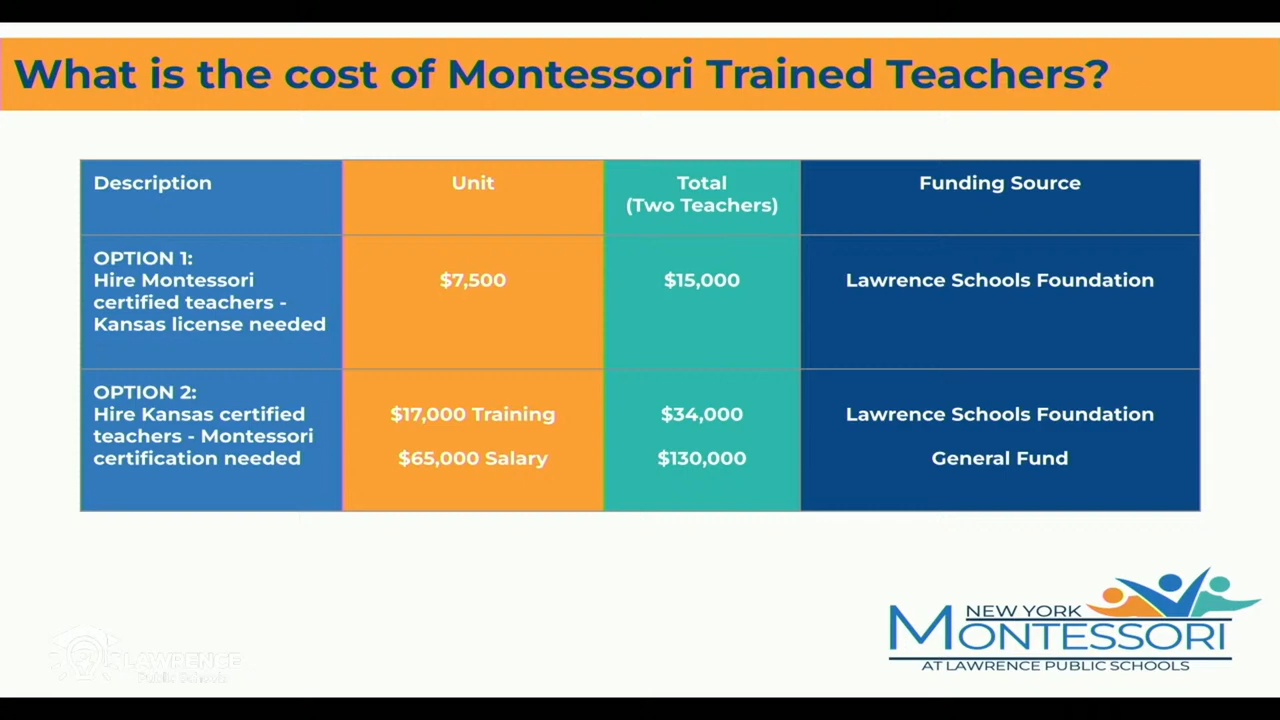 What is the cost of Montessori Trained Teachers?
Description
Unit
Total
(Two Teachers)
Funding Source
OPTION 1:
Hire Montessori
certified teachers -
Kansas license needed
$7,500
$15,000
Lawrence Schools Foundation
OPTION 2:
Hire Kansas certified
teachers - Montessori
certification needed
$17,000 Training
$65,000 Salary
$34,000
$130,000
Lawrence Schools Foundation
General Fund
NEW YORK
MONTESSORI
AT LAWRENCE PUBLIC SCHOOLS
LAWRENCE
Public Schools